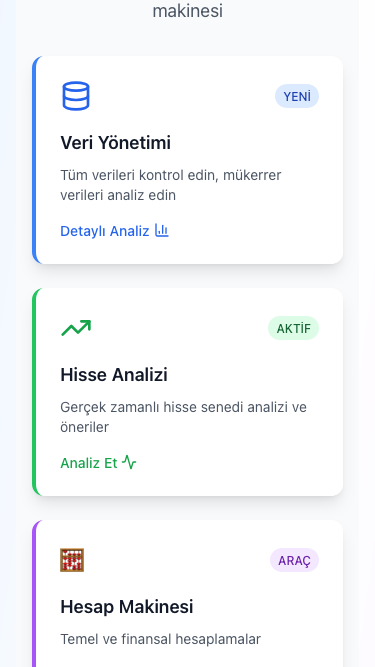 makinesi
YENİ
Veri Yönetimi
Tüm verileri kontrol edin, mükerrer
verileri analiz edin
Detaylı Analiz
AKTİF
Hisse Analizi
Gerçek zamanlı hisse senedi analizi ve
öneriler
Analiz Et
ARAÇ
Hesap Makinesi
Temel ve finansal hesaplamalar